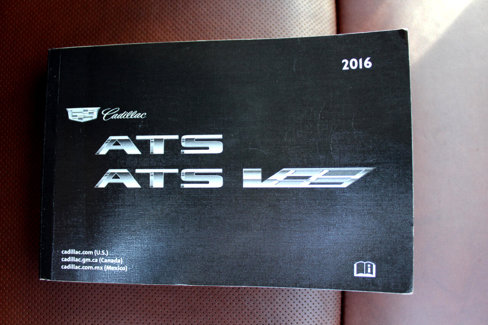 2016
Cadillac
ATS
ATS V
cadillac.com (U.S.)
cadillac.gm.ca (Canada)
cadillac.com.mx (Mexico)
i